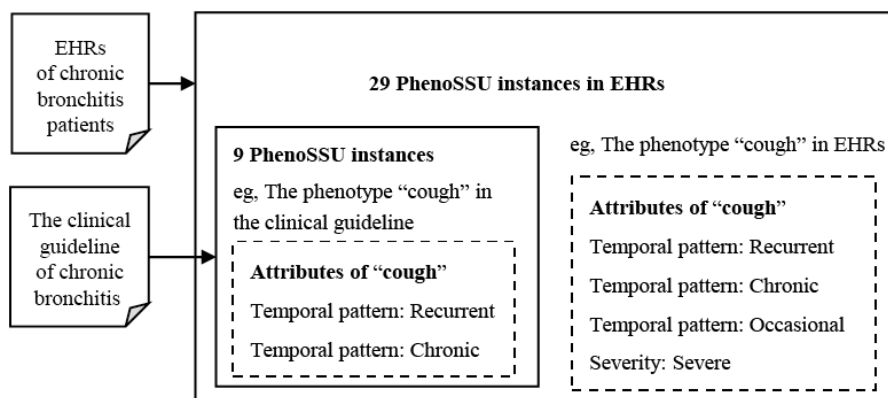 EHRs
of chronic
bronchitis
patients
The clinical
guideline
of chronic
bronchitis
29 PhenoSSU instances in EHRs
9 PhenoSSU instances
eg, The phenotype “cough” in
the clinical guideline
Attributes of “cough”
Temporal pattern: Recurrent
Temporal pattern: Chronic
eg, The phenotype “cough” in EHRs
Attributes of “cough”
Temporal pattern: Recurrent
Temporal pattern: Chronic
Temporal pattern: Occasional
Severity: Severe